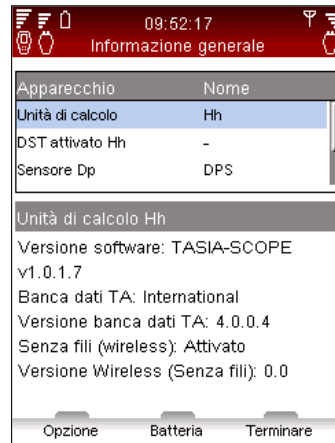 09:52:17
Informazione generale
Apparecchio Nome
Unità di calcolo Hh
DST attivato Hh -
Sensore Dp DPS
Unità di calcolo Hh
Versione software: TASIA-SCOPE
v1.0.1.7
Banca dati TA: International
Versione banca dati TA: 4.0.0.4
Senza fili (wireless): Attivato
Versione Wireless (Senza fili): 0.0
Opzione Batteria Terminare